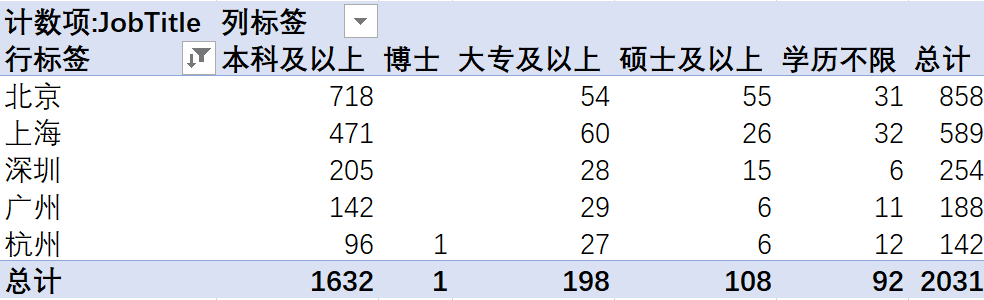 计数项:JobTitle 列标签
行标签 本科及以上 博士 大专及以上 硕士及以上 学历不限 总计
北京 718 54 55 31 858
上海 471 60 26 32 589
深圳 205 28 15 6 254
广州 142 29 6 11 188
杭州 96 1 27 6 12 142
总计 1632 1 198 108 92 2031